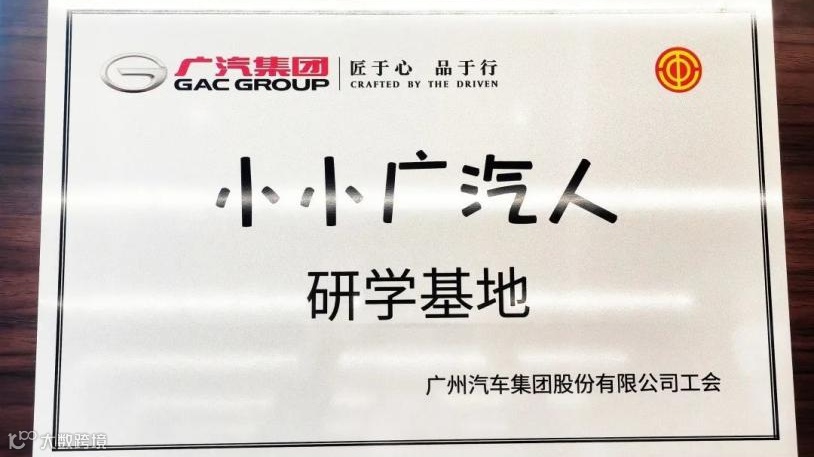 广汽集团 匠于心 品于行
GAC GROUP CRAFTED BY THE DRIVEN
小小广汽人
研学基地
广州汽车集团股份有限公司工会
大数跨境